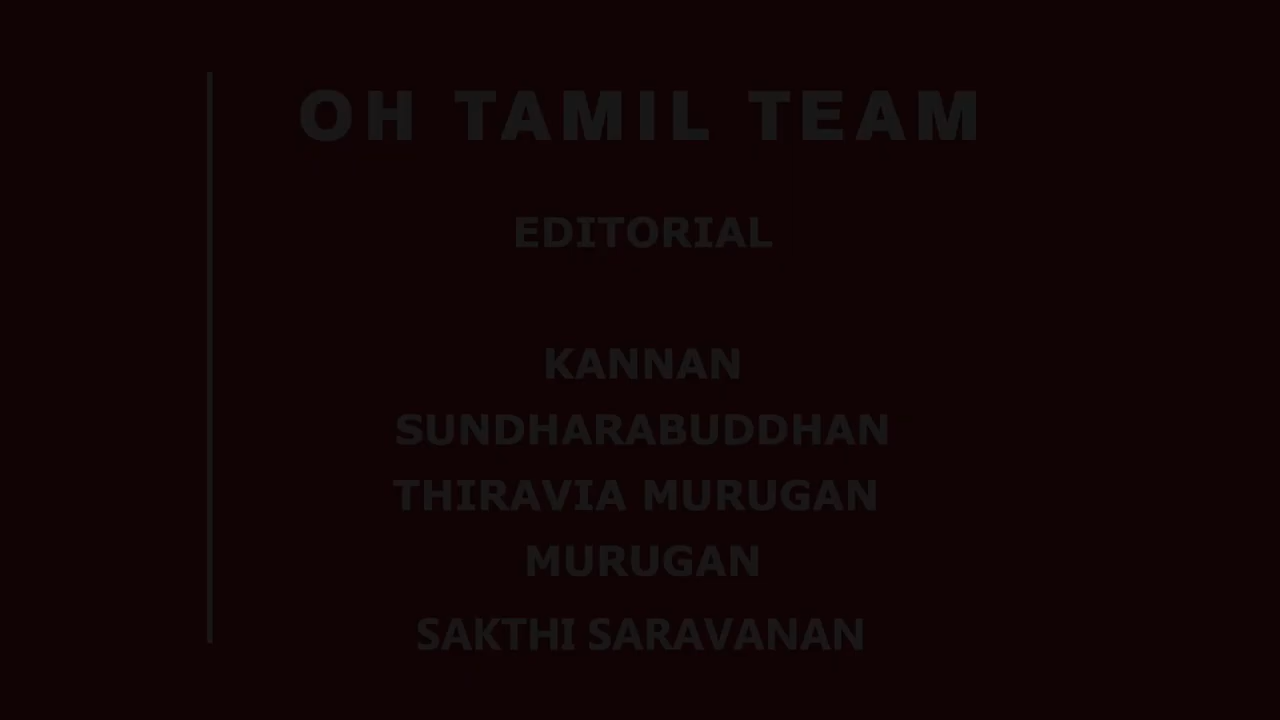 OH TAMIL TEAM
EDITORIAL
KANNAN
SUNDHARABUDDHAN
THIRAVIA MURUGAN
MURUGAN
SAKTHI SARAVANAN